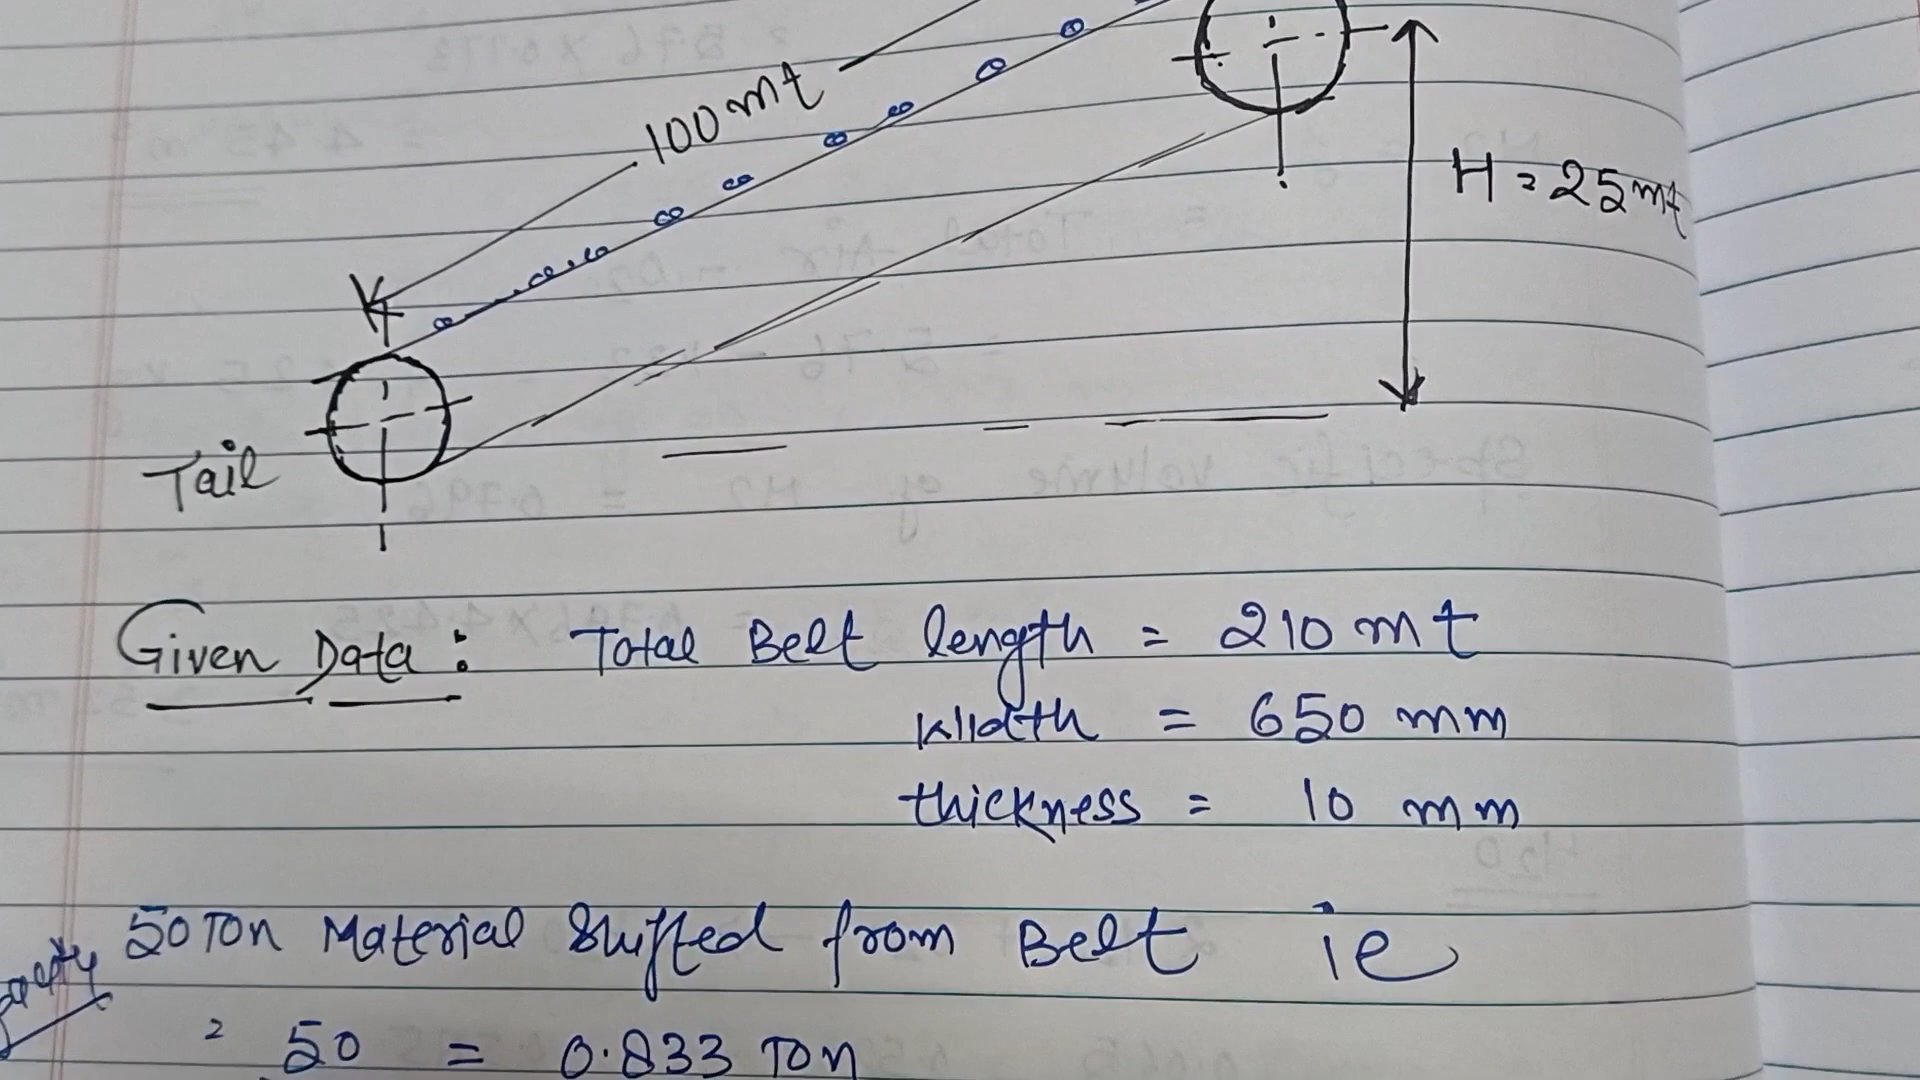 100 mt
H = 25 mt
Tail
Given Data : Total Belt length = 210 mt
Width = 650 mm
thickness = 10 mm
50 Ton Material Shifted from Belt ie
= 50 = 0.833 Ton